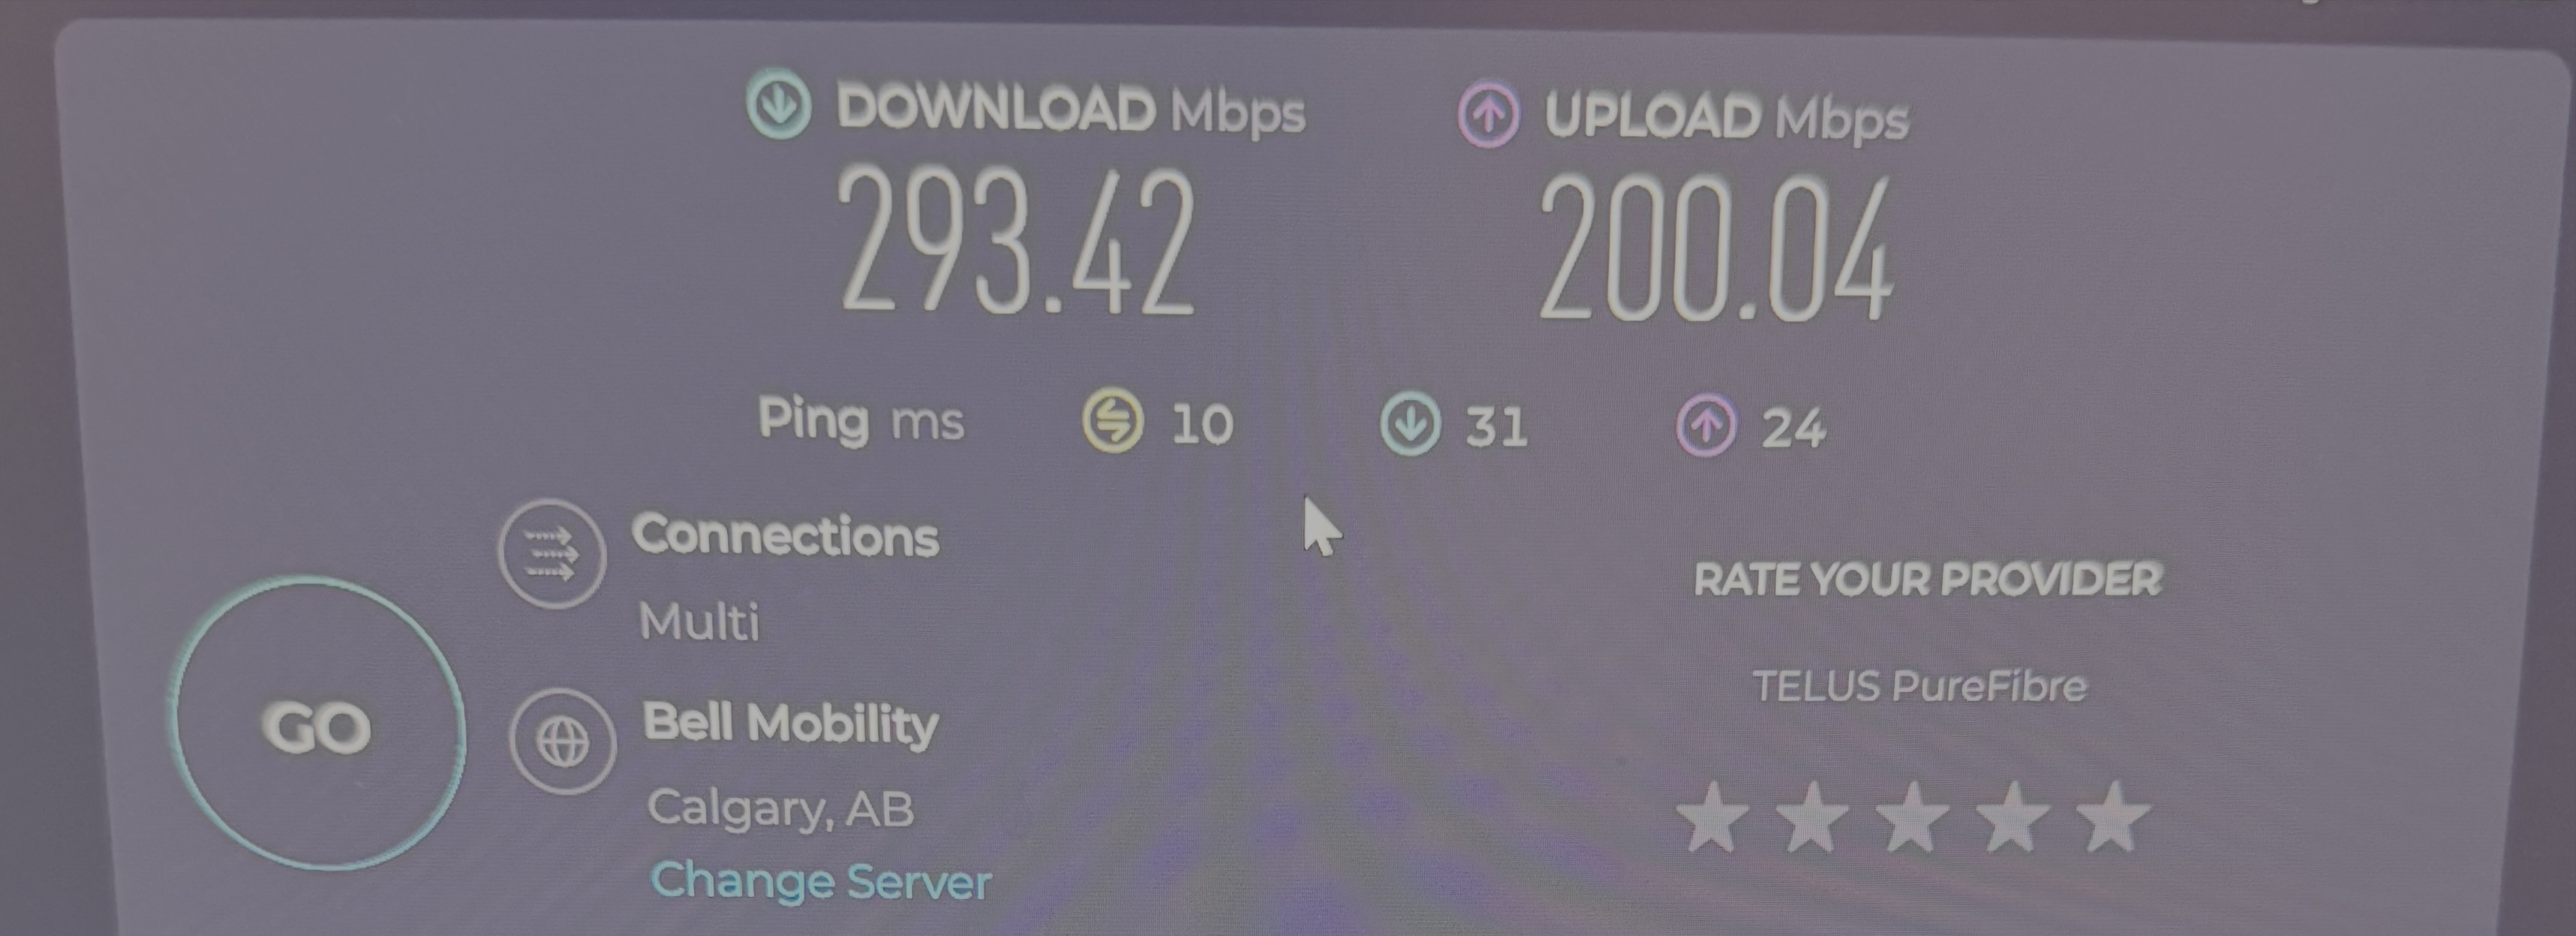 DOWNLOAD Mbps
293.42
UPLOAD Mbps
200.04
Ping ms 10 31 24
Connections
Multi
GO
Bell Mobility
Calgary, AB
Change Server
RATE YOUR PROVIDER
TELUS PureFibre